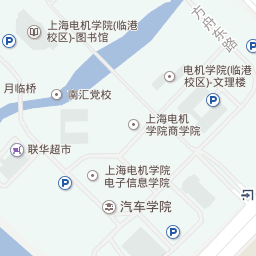 上海电机学院(临港
校区)-图书馆
方舟东路
电机学院(临港
校区)-文理楼
月临桥
南汇党校
上海电机
学院商学院
联华超市
上海电机学院
电子信息学院
汽车学院
P
P
P
P
P